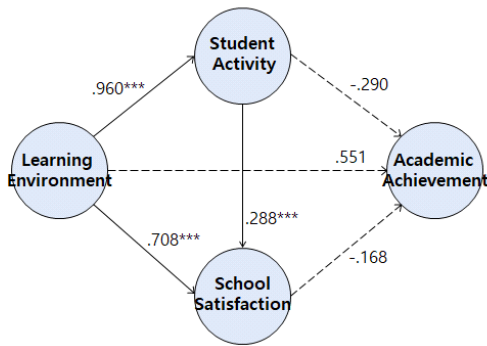 Student
Activity
.960***
-.290
Learning
Environment
.551
Academic
Achievement
.708***
.288***
-.168
School
Satisfaction